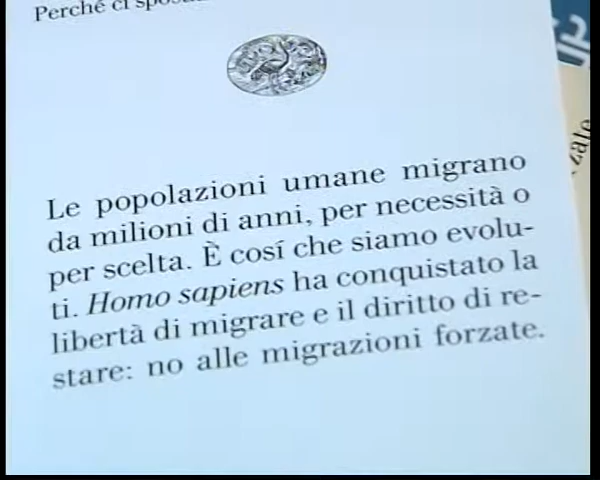 Perché ci
Le popolazioni umane migrano
da milioni di anni, per necessità o
per scelta. È cosí che siamo evolu-
ti. Homo sapiens ha conquistato la
libertà di migrare e il diritto di re-
stare: no alle migrazioni forzate.